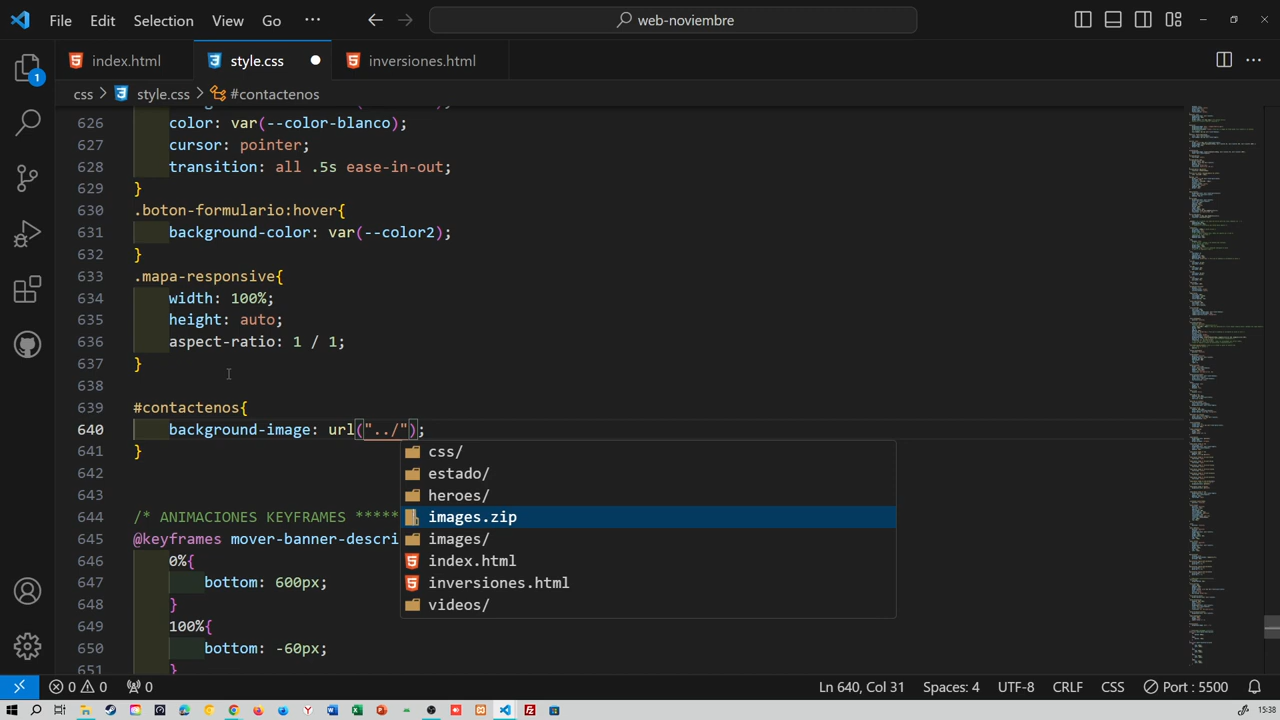 File Edit Selection View Go ··· web-noviembre
index.html style.css inversiones.html
css > style.css > #contactenos
626 color: var(--color-blanco);
627 cursor: pointer;
628 transition: all .5s ease-in-out;
629 }
630 .boton-formulario:hover{
631 background-color: var(--color2);
632 }
633 .mapa-responsive{
634 width: 100%;
635 height: auto;
636 aspect-ratio: 1 / 1;
637 }
638
639 #contactenos{
640 background-image: url("../");
641 }
css/
642
estado/
643
heroes/
644 /* ANIMACIONES KEYFRAMES *****
images.zip
645 @keyframes mover-banner-descri
images/
646 0%{
index.html
647 bottom: 600px;
inversiones.html
648 }
videos/
649 100%{
650 bottom: -60px;
651 }
0 0 0 Ln 640, Col 31 Spaces: 4 UTF-8 CRLF CSS Port : 5500
15:38